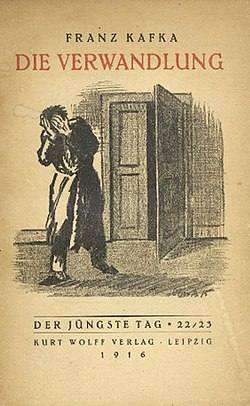 FRANZ KAFKA
DIE VERWANDLUNG
DER JÜNGSTE TAG * 22/23
KURT WOLFF VERLAG · LEIPZIG
1916